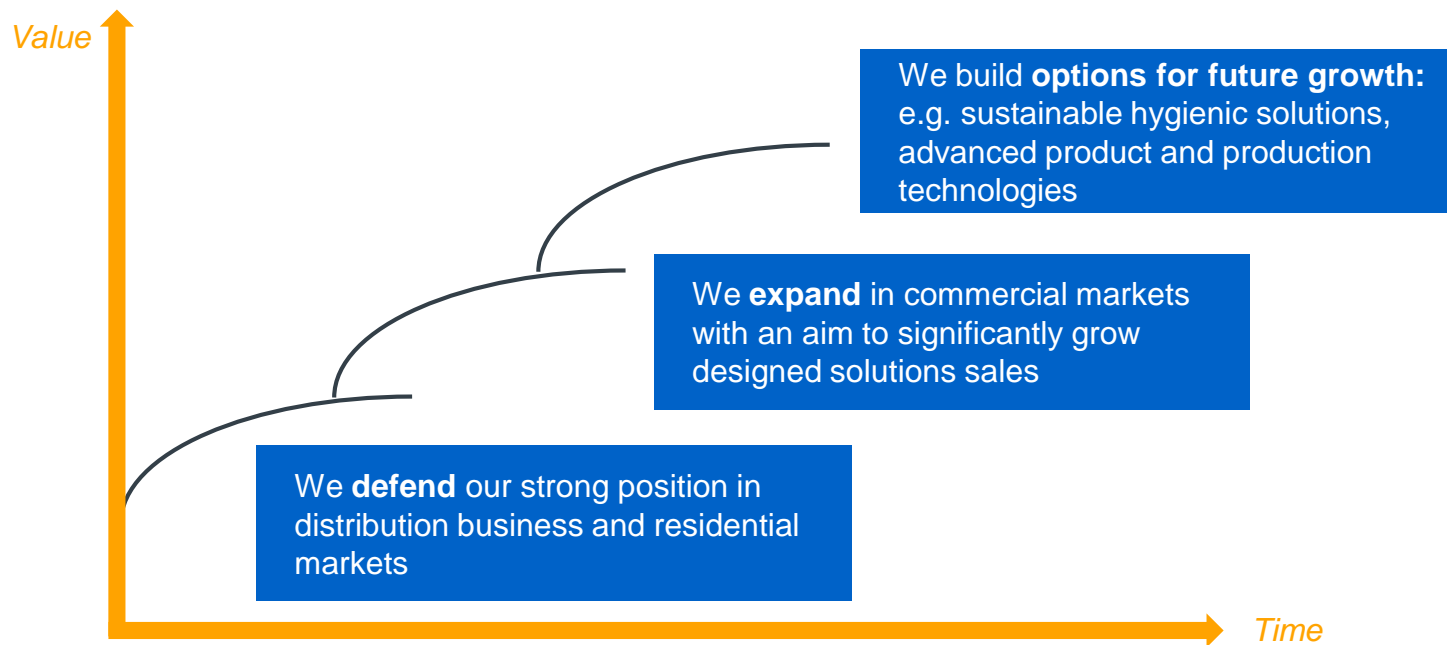 Value
We build options for future growth:
e.g. sustainable hygienic solutions,
advanced product and production
technologies
We expand in commercial markets
with an aim to significantly grow
designed solutions sales
We defend our strong position in
distribution business and residential
markets
Time